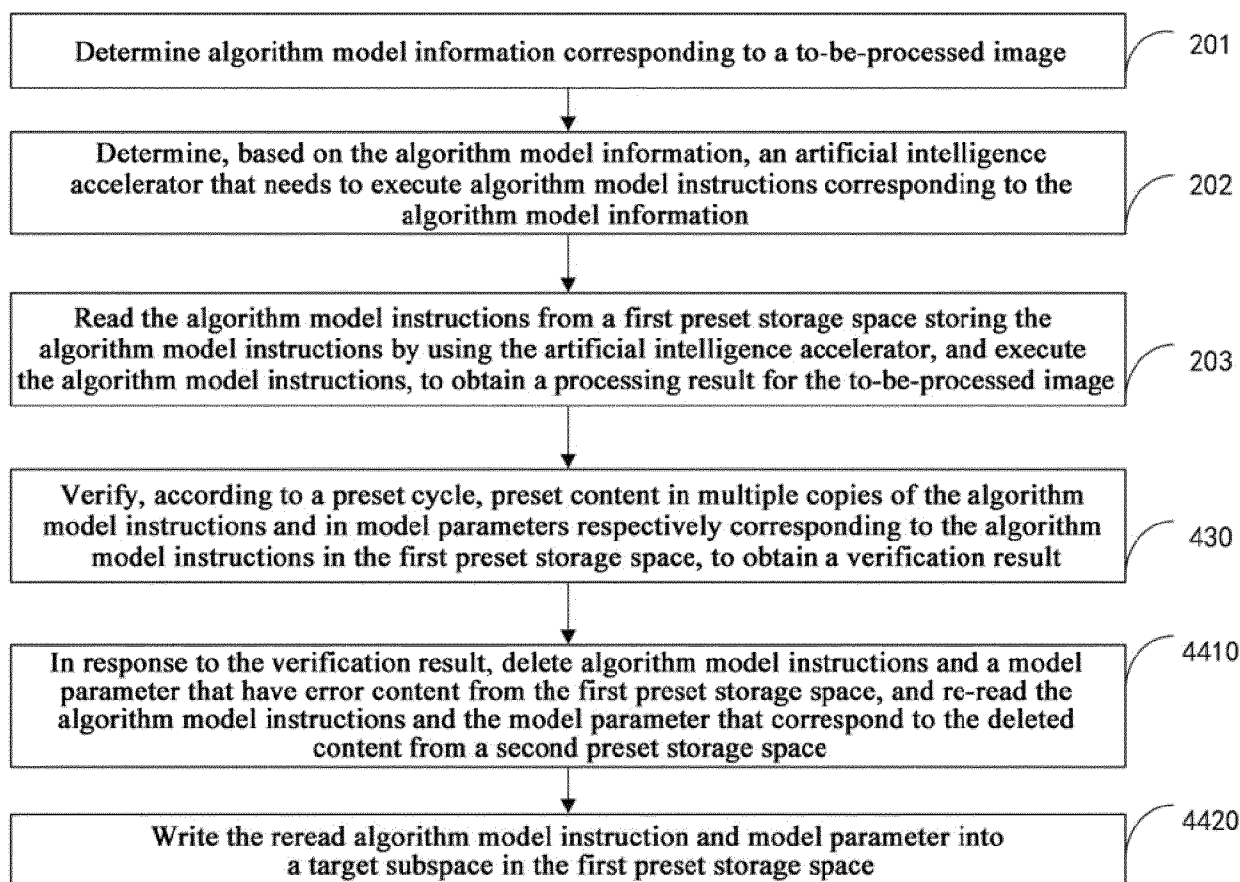 Determine algorithm model information corresponding to a to-be-processed image
201
Determine, based on the algorithm model information, an artificial intelligence
accelerator that needs to execute algorithm model instructions corresponding to the
algorithm model information
202
Read the algorithm model instructions from a first preset storage space storing the
algorithm model instructions by using the artificial intelligence accelerator, and execute
the algorithm model instructions, to obtain a processing result for the to-be-processed image
203
Verify, according to a preset cycle, preset content in multiple copies of the algorithm
model instructions and in model parameters respectively corresponding to the algorithm
model instructions in the first preset storage space, to obtain a verification result
430
In response to the verification result, delete algorithm model instructions and a model
parameter that have error content from the first preset storage space, and re-read the
algorithm model instructions and the model parameter that correspond to the deleted
content from a second preset storage space
4410
Write the reread algorithm model instruction and model parameter into
a target subspace in the first preset storage space
4420